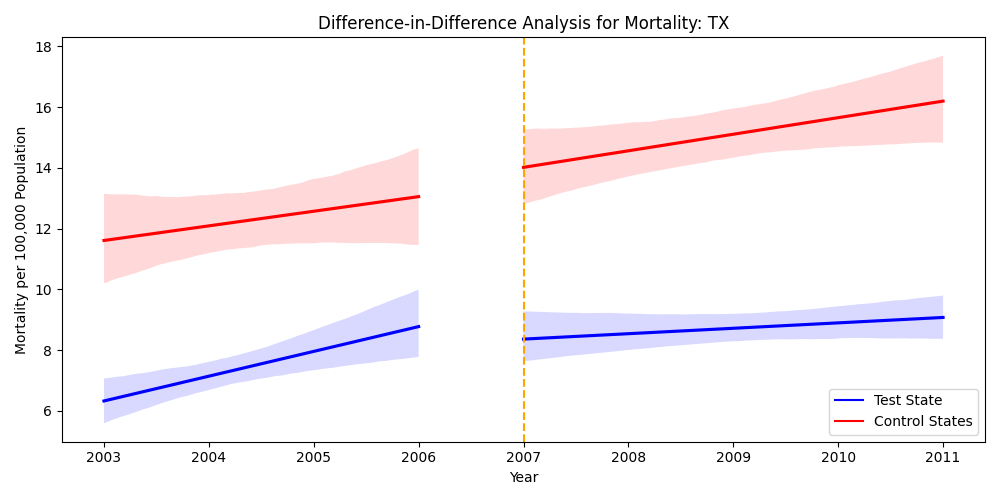 Difference-in-Difference Analysis for Mortality: TX
Mortality per 100,000 Population
18
16
14
12
10
8
6
2003 2004 2005 2006 2007 2008 2009 2010 2011
Year
Test State
Control States